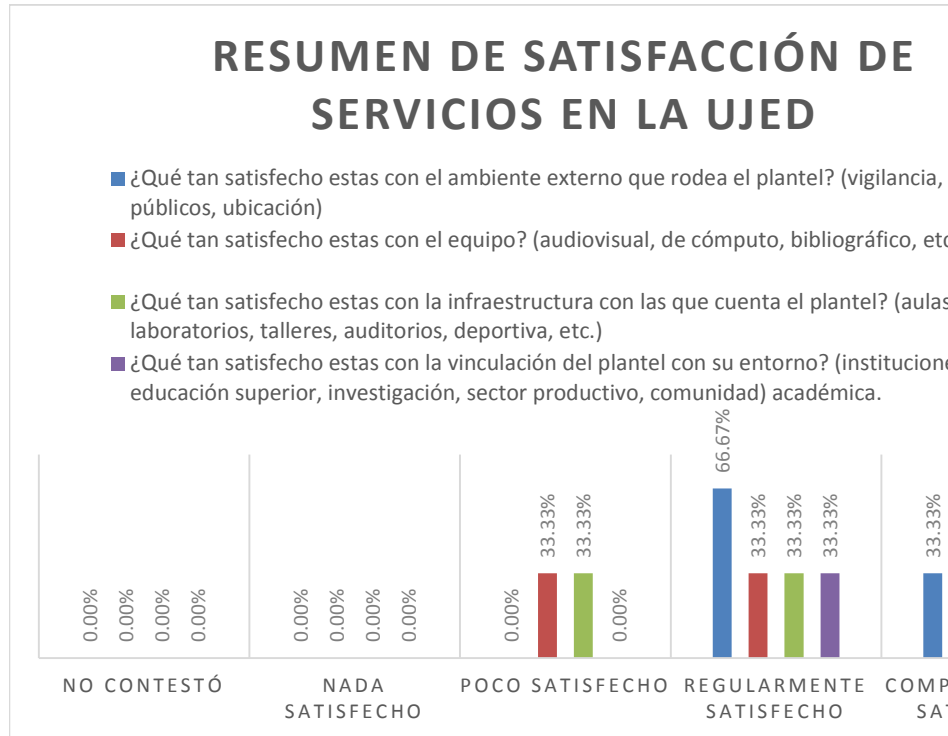 RESUMEN DE SATISFACCIÓN DE
SERVICIOS EN LA UJED
¿Qué tan satisfecho estas con el ambiente externo que rodea el plantel? (vigilancia,
públicos, ubicación)
¿Qué tan satisfecho estas con el equipo? (audiovisual, de cómputo, bibliográfico, etc
¿Qué tan satisfecho estas con la infraestructura con las que cuenta el plantel? (aulas
laboratorios, talleres, auditorios, deportiva, etc.)
¿Qué tan satisfecho estas con la vinculación del plantel con su entorno? (institucione
educación superior, investigación, sector productivo, comunidad) académica.
0.00%
0.00%
0.00%
0.00%
0.00%
0.00%
0.00%
0.00%
0.00%
33.33%
33.33%
0.00%
66.67%
33.33%
33.33%
33.33%
33.33%
NO CONTESTÓ
NADA
SATISFECHO
POCO SATISFECHO
REGULARMENTE
SATISFECHO
COMP
SAT